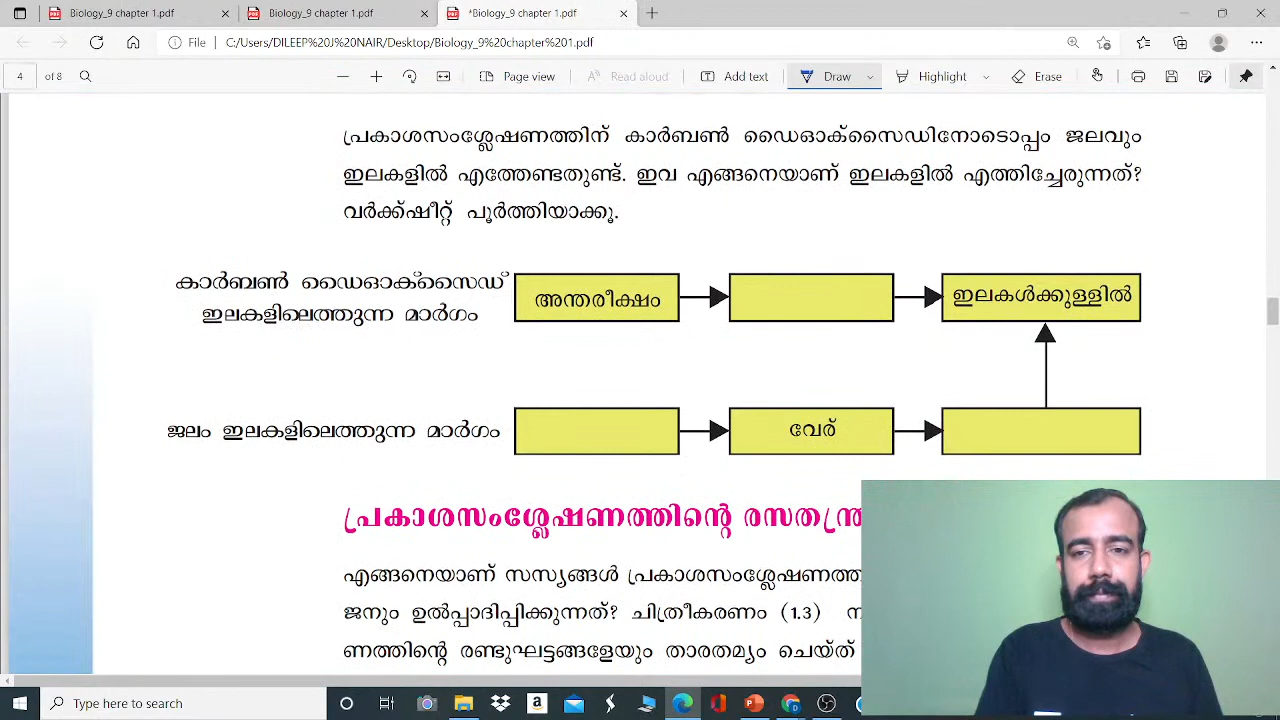 Biology_9 chapter 1.pdf
Biology_9 chapter 1.pdf
*Biology_9 chapter 1.pdf
File
C:/Users/DILEEP%20J%20NAIR/Desktop/Biology_9%20chapter%201.pdf
4 of 8
Page view
Read aloud
Add text
Draw
Highlight
Erase
പ്രകാശസംശ്ലേഷണത്തിന് കാർബൺ ഡൈഓക്സൈഡിനോടൊപ്പം ജലവും
ഇലകളിൽ എത്തേണ്ടതുണ്ട്. ഇവ എങ്ങനെയാണ് ഇലകളിൽ എത്തിച്ചേരുന്നത്?
വർക്ക്ഷീറ്റ് പൂർത്തിയാക്കൂ.
കാർബൺ ഡൈഓക്സൈഡ്
ഇലകളിലെത്തുന്ന മാർഗം
അന്തരീക്ഷം
ഇലകൾക്കുള്ളിൽ
ജലം ഇലകളിലെത്തുന്ന മാർഗം
വേര്
പ്രകാശസംശ്ലേഷണത്തിന്റെ രസതന്ത്ര
എങ്ങനെയാണ് സസ്യങ്ങൾ പ്രകാശസംശ്ലേഷണത്തി
ജനും ഉൽപ്പാദിപ്പിക്കുന്നത്? ചിത്രീകരണം (1.3)
ണത്തിന്റെ രണ്ടുഘട്ടങ്ങളേയും താരതമ്യം ചെയ്ത്
Type here to search